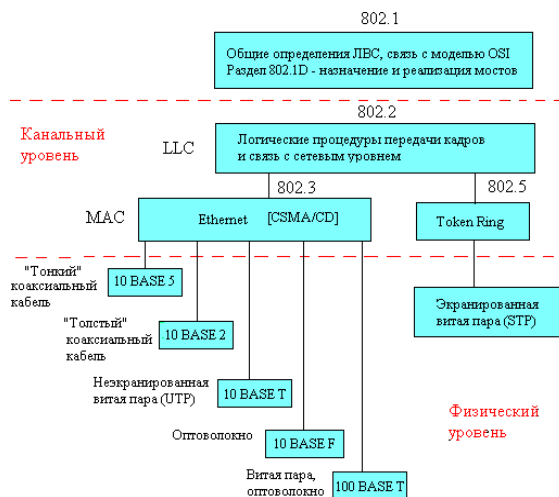 802.1
Общие определения ЛВС, связь с моделью OSI
Раздел 802.1D - назначение и реализация мостов
802.2
Канальный
уровень
LLC
Логические процедуры передачи кадров
и связь с сетевым уровнем
802.3
802.5
MAC
Ethernet [CSMA/CD]
Token Ring
"Тонкий"
коаксиальный
кабель
10 BASE 5
Экранированная
витая пара (STP)
"Толстый"
коаксиальный
кабель
10 BASE 2
Неэкранированная
витая пара (UTP)
10 BASE T
Физический
уровень
Оптоволокно
10 BASE F
Витая пара,
оптоволокно
100 BASE T